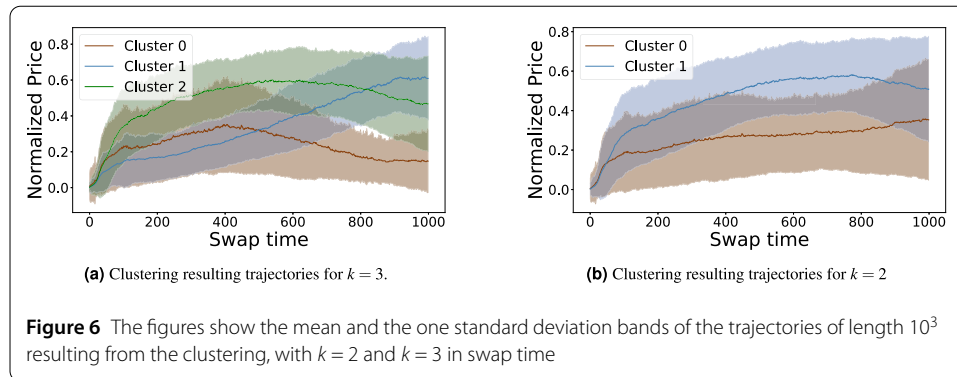 Normalized Price
0.8
0.6
0.4
0.2
0.0
Cluster 0
Cluster 1
Cluster 2
0 200 400 600 800 1000
Swap time
(a) Clustering resulting trajectories for k = 3.
Normalized Price
0.8
0.6
0.4
0.2
0.0
Cluster 0
Cluster 1
0 200 400 600 800 1000
Swap time
(b) Clustering resulting trajectories for k = 2
Figure 6 The figures show the mean and the one standard deviation bands of the trajectories of length 10³
resulting from the clustering, with k = 2 and k = 3 in swap time